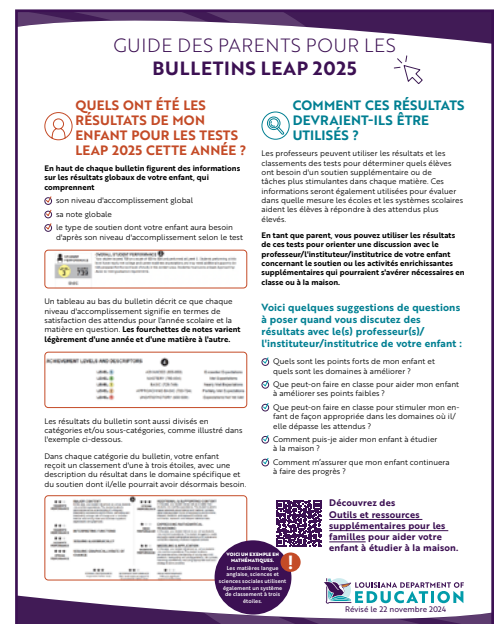 GUIDE DES PARENTS POUR LES
BULLETINS LEAP 2025
QUELS ONT ÉTÉ LES
RÉSULTATS DE MON
ENFANT POUR LES TESTS
LEAP 2025 CETTE ANNÉE ?
En haut de chaque bulletin figurent des informations
sur les résultats globaux de votre enfant, qui
comprennent
son niveau d'accomplissement global
sa note globale
le type de soutien dont votre enfant aura besoin
d'après son niveau d'accomplissement selon le test
Un tableau au bas du bulletin décrit ce que chaque
niveau d'accomplissement signifie en termes de
satisfaction des attendus pour l'année scolaire et la
matière en question. Les fourchettes de notes varient
légèrement d'une année et d'une matière à l'autre.
ACHIEVEMENT LEVELS AND DESCRIPTORS
Les résultats du bulletin sont aussi divisés en
catégories et/ou sous-catégories, comme illustré dans
l'exemple ci-dessous.
Dans chaque catégorie du bulletin, votre enfant
reçoit un classement d'une à trois étoiles, avec une
description du résultat dans le domaine spécifique et
du soutien dont il/elle pourrait avoir désormais besoin.
VOICI UN EXEMPLE EN
MATHÉMATIQUES.
Les matières langue
anglaise, sciences et
sciences sociales utilisent
également un système
de classement à trois
étoiles.
COMMENT CES RÉSULTATS
DEVRAIENT-ILS ÊTRE
UTILISÉS ?
Les professeurs peuvent utiliser les résultats et les
classements des tests pour déterminer quels élèves
ont besoin d'un soutien supplémentaire ou de
tâches plus stimulantes dans chaque matière. Ces
informations seront également utilisées pour évaluer
dans quelle mesure les écoles et les systèmes scolaires
aident les élèves à répondre à des attendus plus
élevés.
En tant que parent, vous pouvez utiliser les résultats
de ces tests pour orienter une discussion avec le
professeur/l'instituteur/institutrice de votre enfant
concernant le soutien ou les activités enrichissantes
supplémentaires qui pourraient s'avérer nécessaires en
classe ou à la maison.
Voici quelques suggestions de questions
à poser quand vous discutez des
résultats avec le(s) professeur(s)/
l'instituteur/institutrice de votre enfant :
Quels sont les points forts de mon enfant et
quels sont les domaines à améliorer ?
Que peut-on faire en classe pour aider mon enfant
à améliorer ses points faibles ?
Que peut-on faire en classe pour stimuler mon en-
fant de façon appropriée dans les domaines où il/
elle dépasse les attendus ?
Comment puis-je aider mon enfant à étudier
à la maison ?
Comment m'assurer que mon enfant continuera
à faire des progrès ?
Découvrez des
Outils et ressources
supplémentaires pour les
familles pour aider votre
enfant à étudier à la maison.
LOUISIANA DEPARTMENT OF
EDUCATION
Révisé le 22 novembre 2024